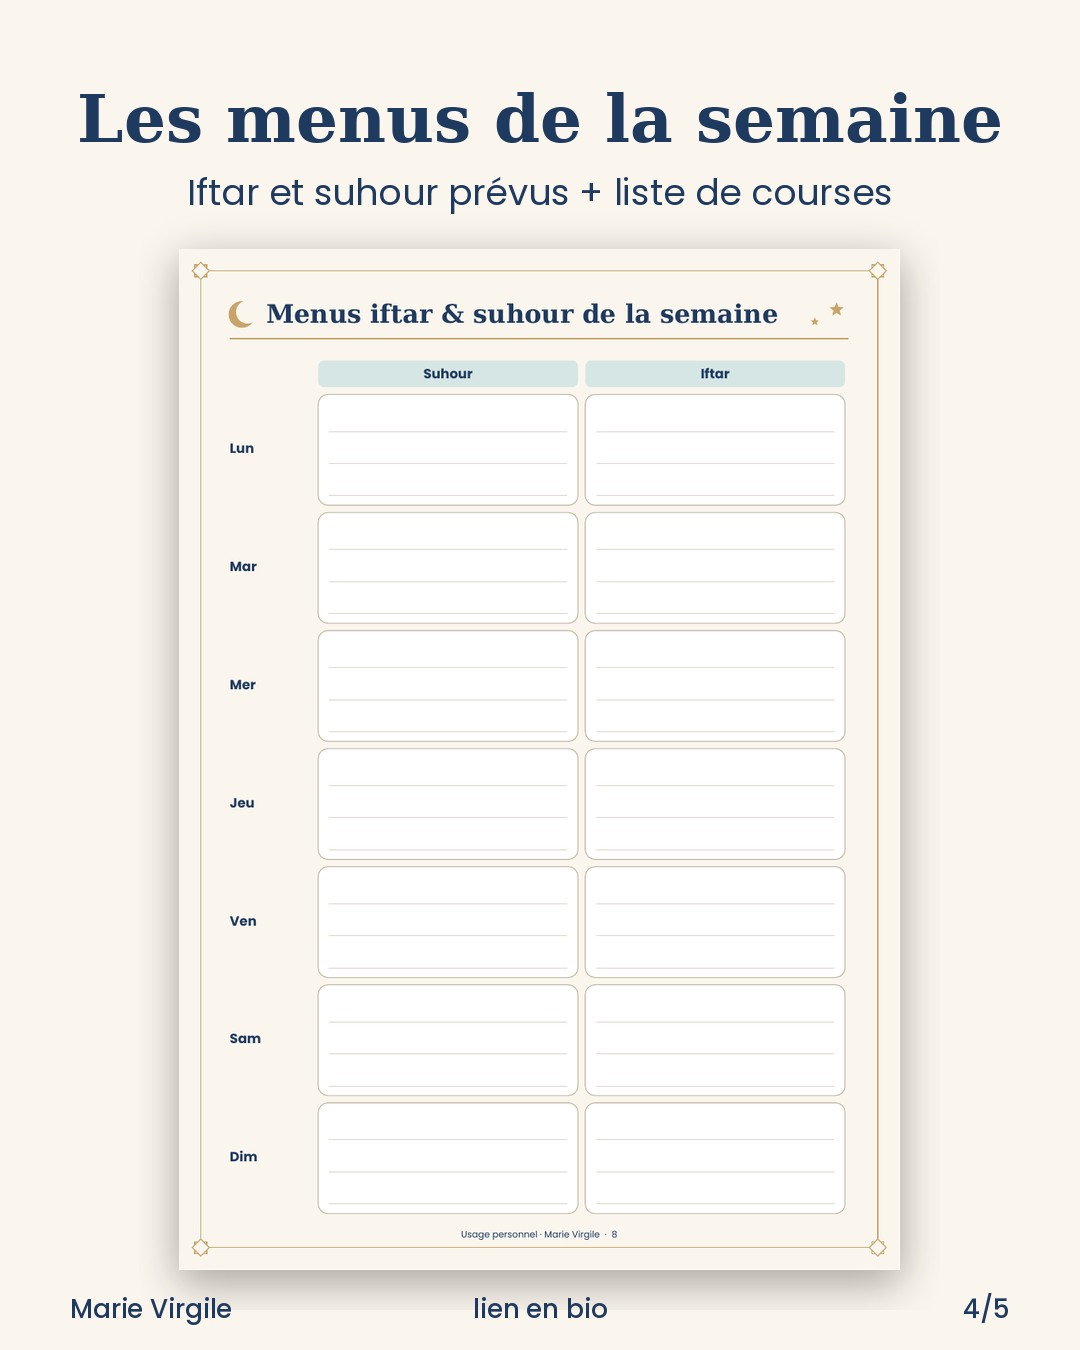 Les menus de la semaine
Iftar et suhour prévus + liste de courses
Menus iftar & suhour de la semaine
Suhour Iftar
Lun
Mar
Mer
Jeu
Ven
Sam
Dim
Usage personnel · Marie Virgile · 8
Marie Virgile lien en bio 4/5